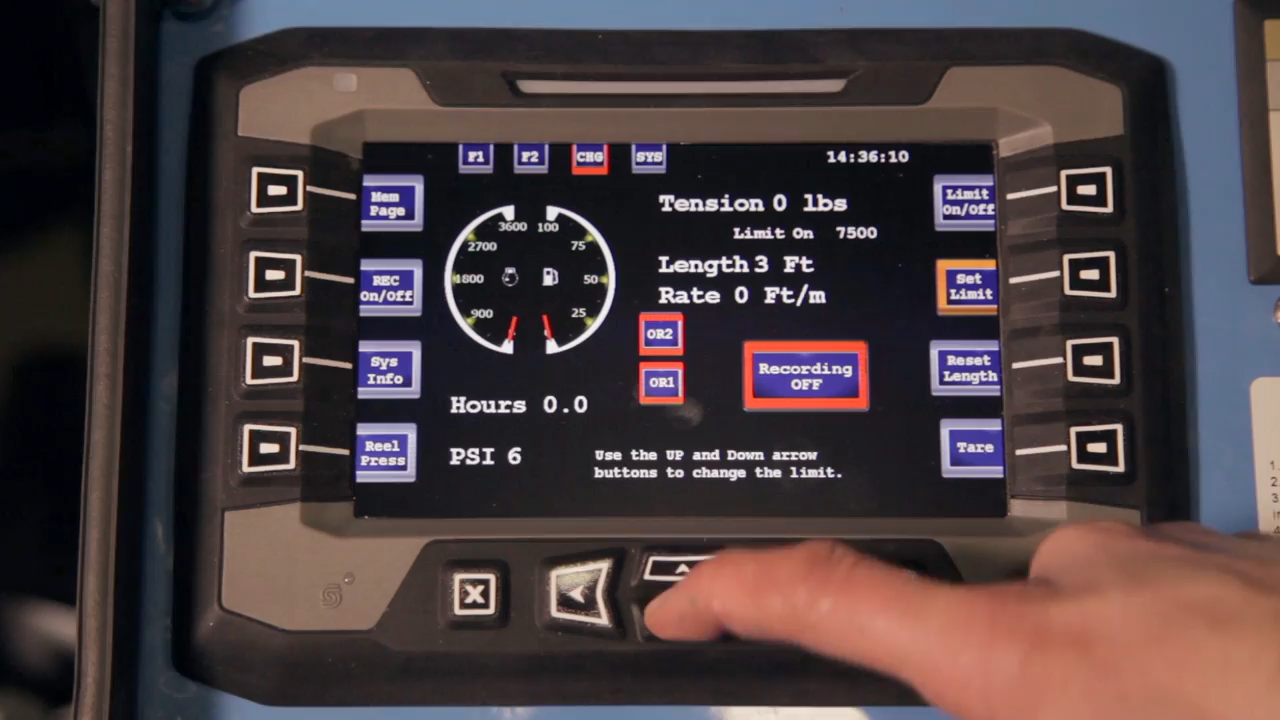 F1 F2 CHG SYS 14:36:10
Mem
Page
REC
On/Off
Sys
Info
Reel
Press
3600 100
2700 75
1800 50
900 25
Hours 0.0
PSI 6
Tension 0 lbs
Limit On 7500
Length 3 Ft
Rate 0 Ft/m
OR2
OR1
Recording
OFF
Use the UP and Down arrow
buttons to change the limit.
Limit
On/Off
Set
Limit
Reset
Length
Tare
X
1
2.
3